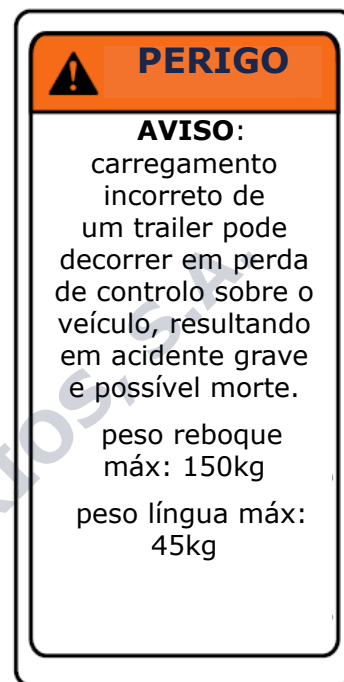 PERIGO
AVISO:
carregamento
incorreto de
um trailer pode
decorrer em perda
de controlo sobre o
veículo, resultando
em acidente grave
e possível morte.
peso reboque
máx: 150kg
peso língua máx:
45kg
IOS, S.A.